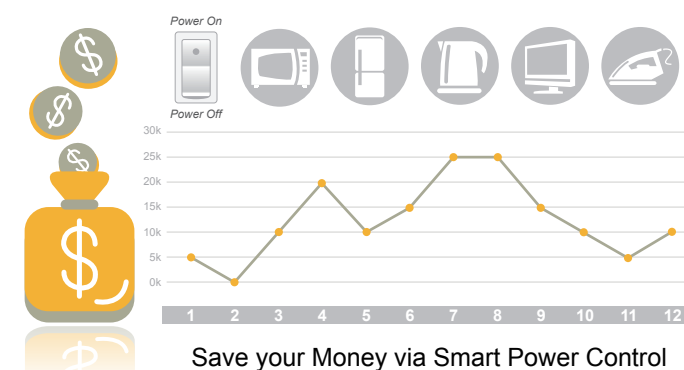 Power On
$
$
$
$
Power Off
30k
25k
20k
15k
10k
5k
0k
1 2 3 4 5 6 7 8 9 10 11 12
Save your Money via Smart Power Control